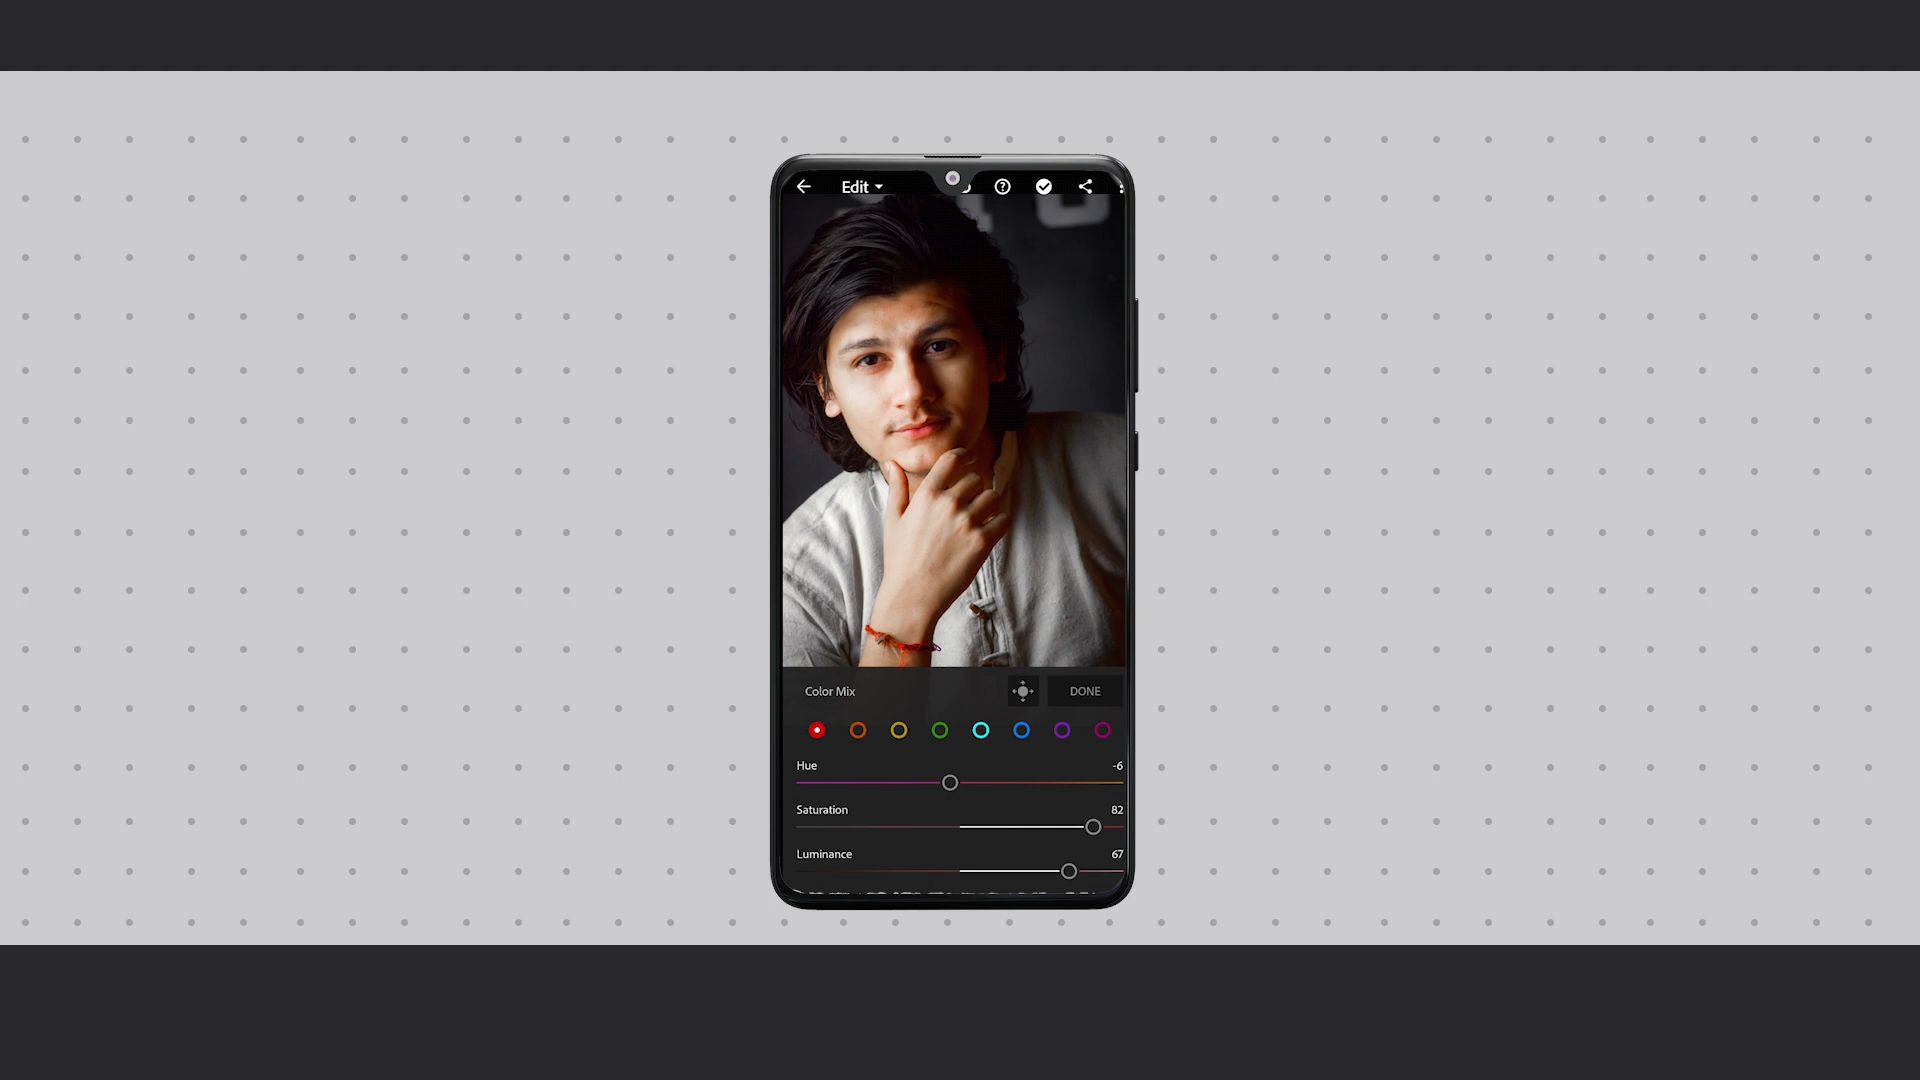 Edit
Color Mix
DONE
Hue -6
Saturation 82
Luminance 67